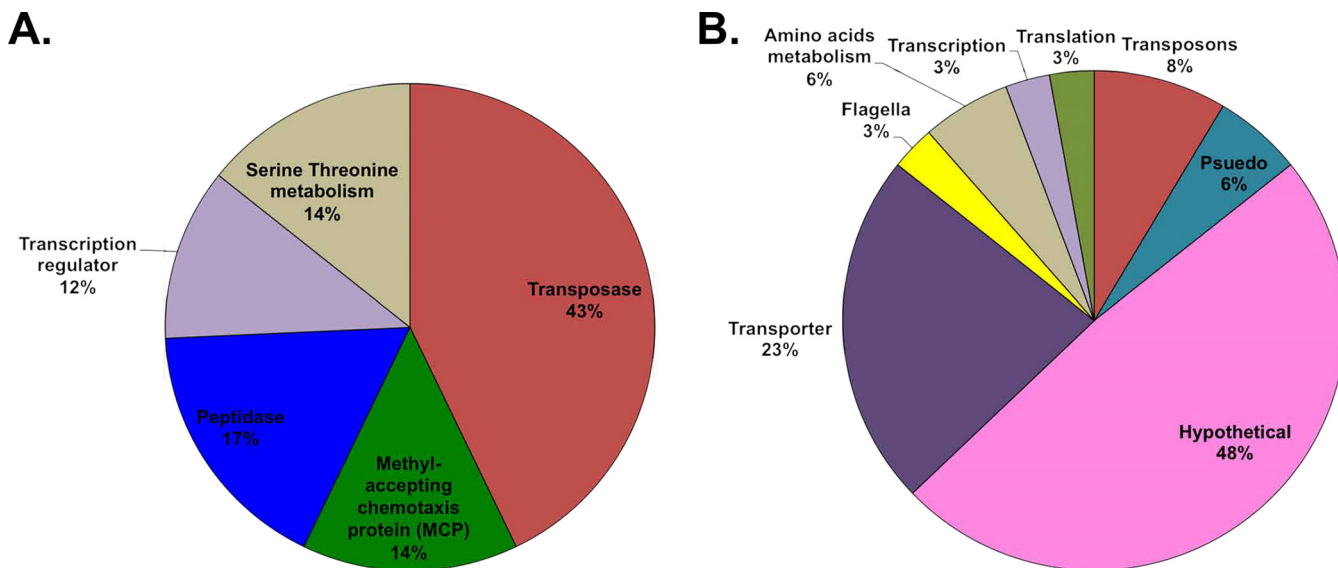 A.
Serine Threonine
metabolism
14%
Transposase
43%
Transcription
regulator
12%
Peptidase
17%
Methyl-
accepting
chemotaxis
protein (MCP)
14%
B.
Amino acids
metabolism
6%
Transcription
3%
Translation
3%
Transposons
8%
Flagella
3%
Psuedo
6%
Transporter
23%
Hypothetical
48%